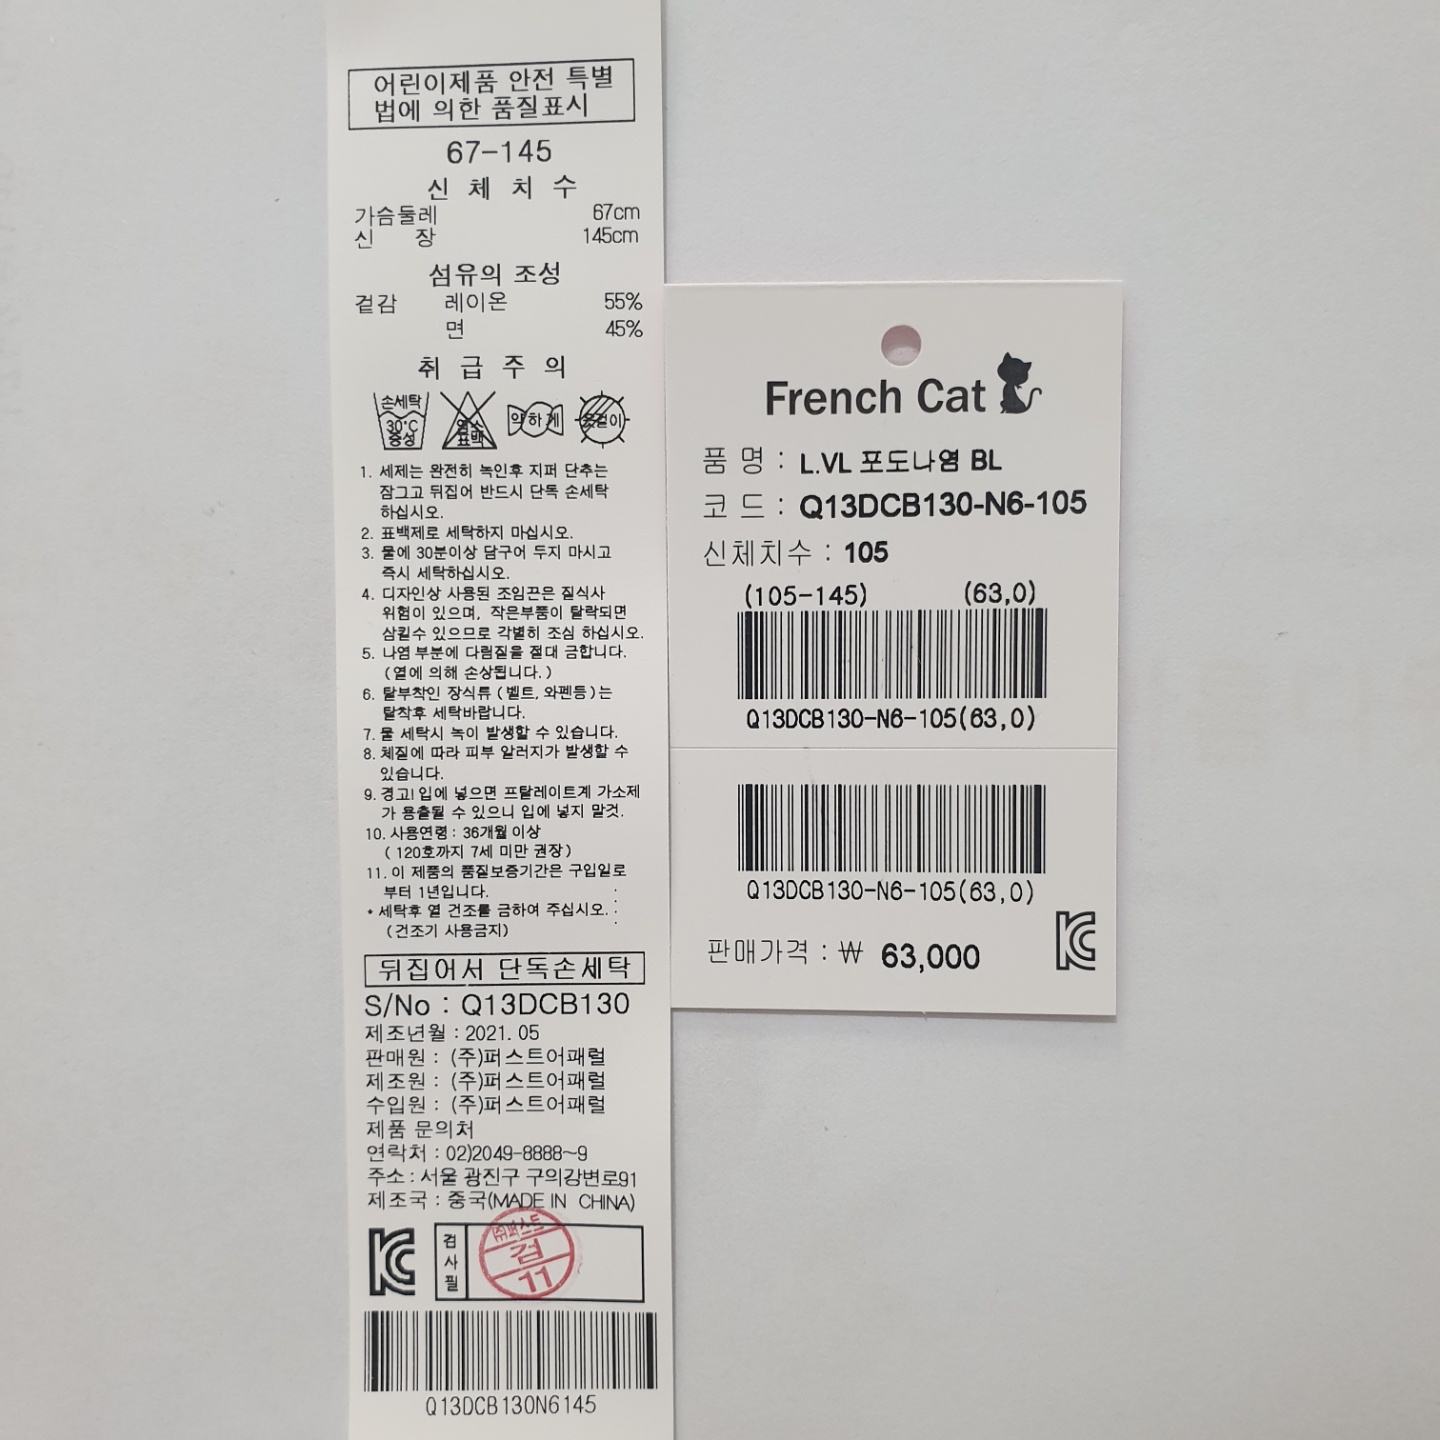 어린이제품 안전 특별
법에 의한 품질표시
67-145
신 체 치 수
가슴둘레 67cm
신 장 145cm
섬유의 조성
겉감 레이온 55%
면 45%
취 급 주 의
손세탁
30°C
중성
염소
표백
약하게
옷걸이
1. 세제는 완전히 녹인후 지퍼 단추는
잠그고 뒤집어 반드시 단독 손세탁
하십시오.
2. 표백제로 세탁하지 마십시오.
3. 물에 30분이상 담구어 두지 마시고
즉시 세탁하십시오.
4. 디자인상 사용된 조임끈은 질식사
위험이 있으며, 작은부품이 탈락되면
삼킬수 있으므로 각별히 조심 하십시오.
5. 나염 부분에 다림질을 절대 금합니다.
(열에 의해 손상됩니다.)
6. 탈부착인 장식류 (벨트, 와펜등)는
탈착후 세탁바랍니다.
7. 물 세탁시 녹이 발생할 수 있습니다.
8. 체질에 따라 피부 알러지가 발생할 수
있습니다.
9. 경고! 입에 넣으면 프탈레이트계 가소제
가 용출될 수 있으니 입에 넣지 말것.
10. 사용연령 : 36개월 이상
( 120호까지 7세 미만 권장)
11. 이 제품의 품질보증기간은 구입일로
부터 1년입니다.
* 세탁후 열 건조를 금하여 주십시오.
(건조기 사용금지)
뒤집어서 단독손세탁
S/No : Q13DCB130
제조년월 : 2021. 05
판매원 : (주)퍼스트어패럴
제조원 : (주)퍼스트어패럴
수입원 : (주)퍼스트어패럴
제품 문의처
연락처 : 02)2049-8888~9
주소 : 서울 광진구 구의강변로91
제조국 : 중국(MADE IN CHINA)
KC
검사필
㈜퍼스트
검
11
Q13DCB130N6145
French Cat
품 명 : L.VL 포도나염 BL
코 드 : Q13DCB130-N6-105
신체치수 : 105
(105-145) (63,0)
Q13DCB130-N6-105(63,0)
Q13DCB130-N6-105(63,0)
KC
판매가격 : ₩ 63,000